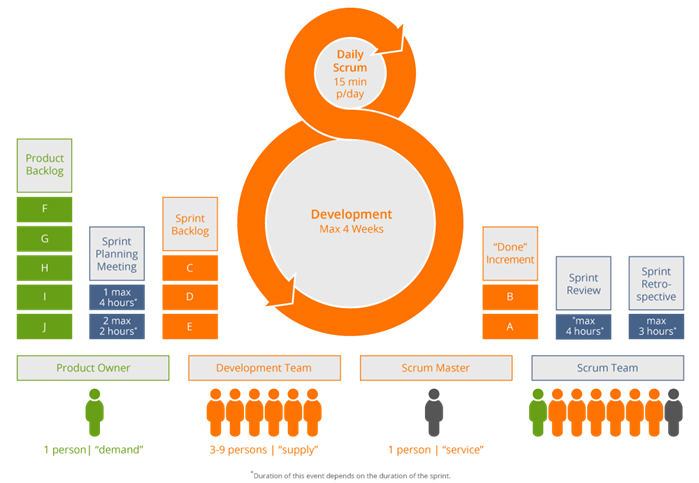 Daily
Scrum
15 min
p/day
Product
Backlog
F
G
H
I
J
Sprint
Planning
Meeting
1 max
4 hours*
2 max
2 hours*
Sprint
Backlog
C
D
E
Development
Max 4 Weeks
“Done”
Increment
B
A
Sprint
Review
*max
4 hours*
Sprint
Retro-
spective
max
3 hours*
Product Owner
Development Team
Scrum Master
Scrum Team
1 person| “demand”
3-9 persons | “supply”
1 person | “service”
*Duration of this event depends on the duration of the sprint.